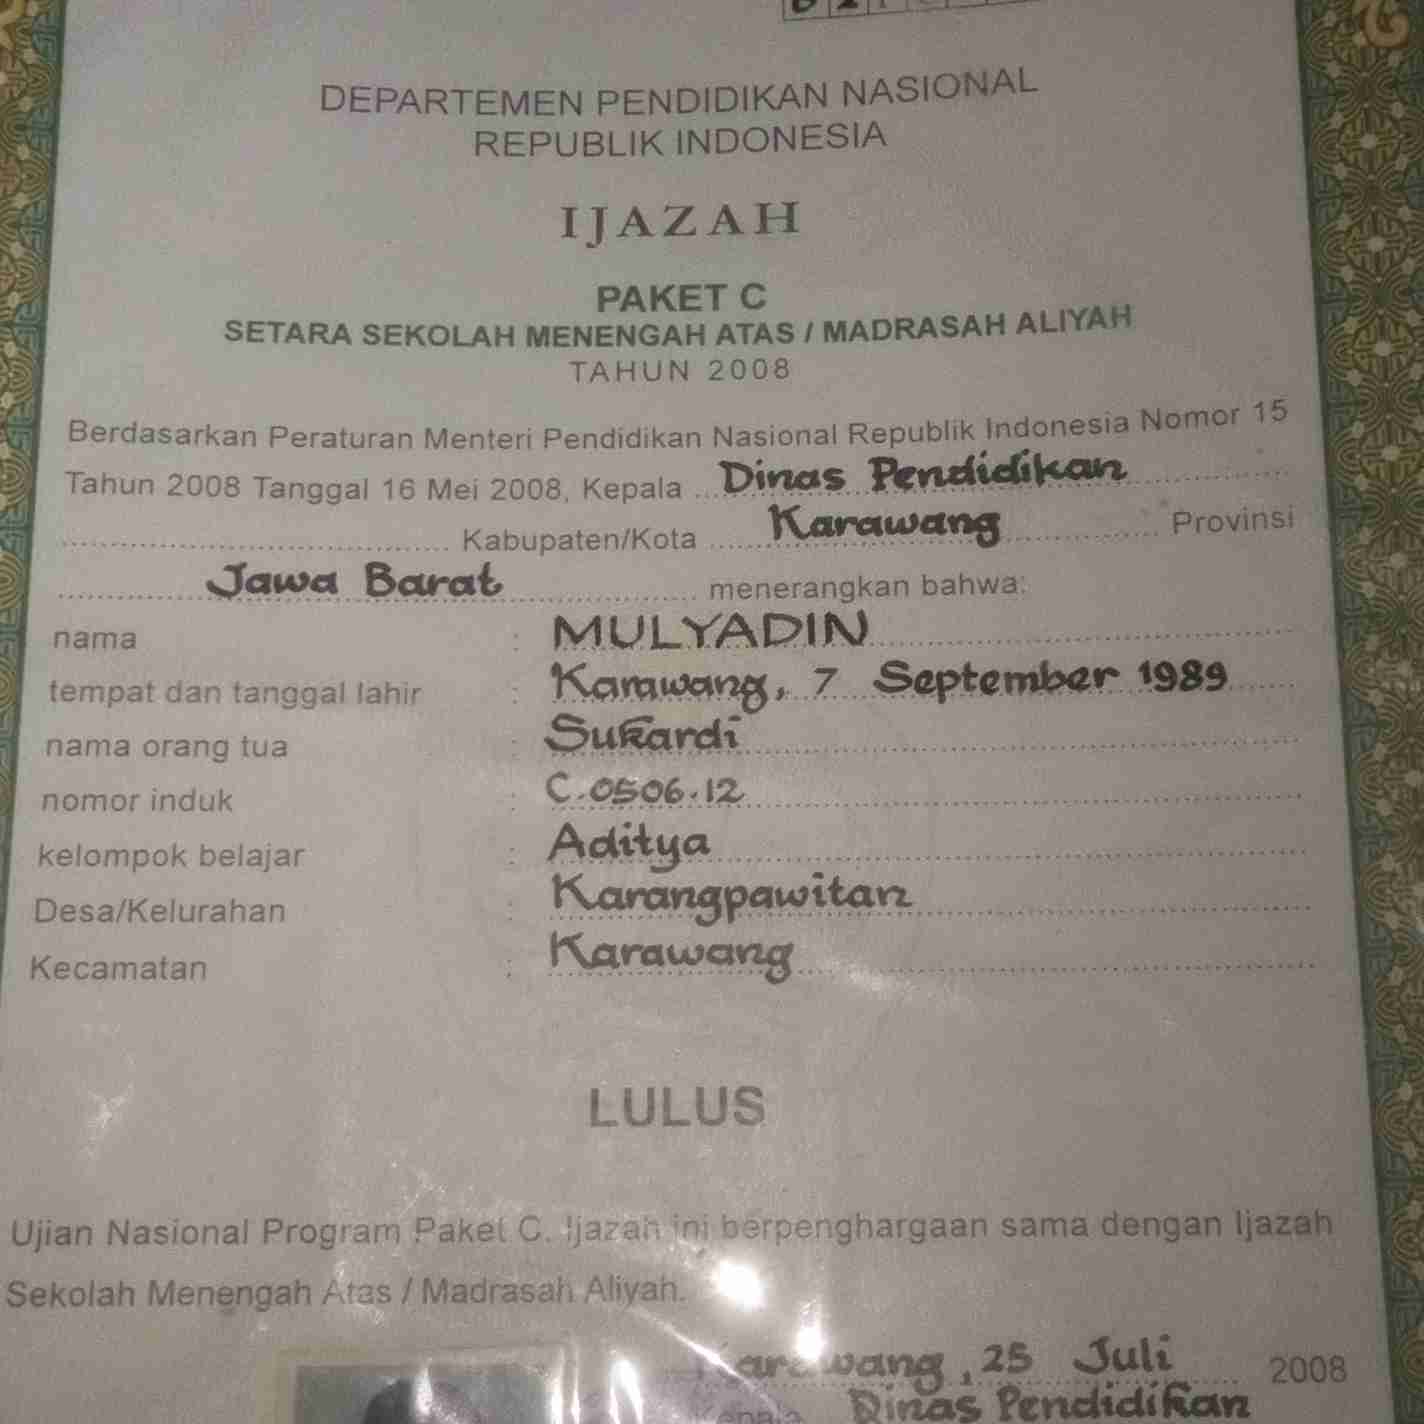 DEPARTEMEN PENDIDIKAN NASIONAL
REPUBLIK INDONESIA
IJAZAH
PAKET C
SETARA SEKOLAH MENENGAH ATAS / MADRASAH ALIYAH
TAHUN 2008
Berdasarkan Peraturan Menteri Pendidikan Nasional Republik Indonesia Nomor 15
Tahun 2008 Tanggal 16 Mei 2008, Kepala Dinas Pendidikan
Kabupaten/Kota Karawang Provinsi
Jawa Barat menerangkan bahwa:
nama : MULYADIN
tempat dan tanggal lahir : Karawang, 7 September 1989
nama orang tua : Sukardi
nomor induk : C.0506.12
kelompok belajar : Aditya
Desa/Kelurahan : Karangpawitan
Kecamatan : Karawang
LULUS
Ujian Nasional Program Paket C. Ijazah ini berpenghargaan sama dengan Ijazah
Sekolah Menengah Atas / Madrasah Aliyah.
Karawang, 25 Juli 2008
Kepala Dinas Pendidikan